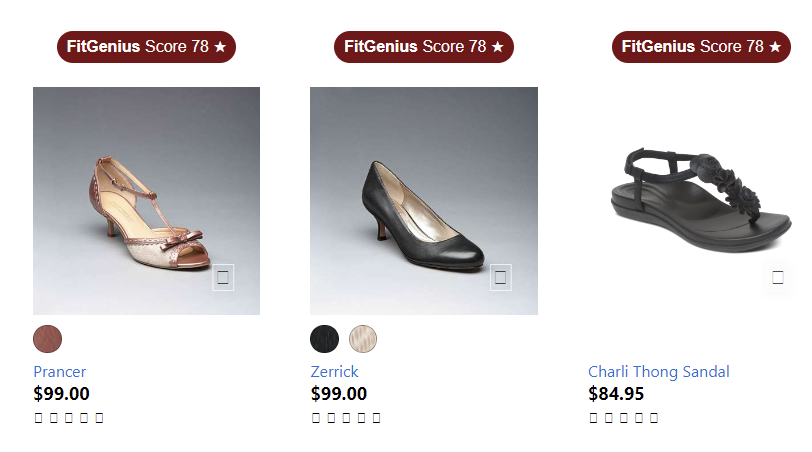 FitGenius Score 78 ★
FitGenius Score 78 ★
FitGenius Score 78 ★
Prancer
$99.00
Zerrick
$99.00
Charli Thong Sandal
$84.95